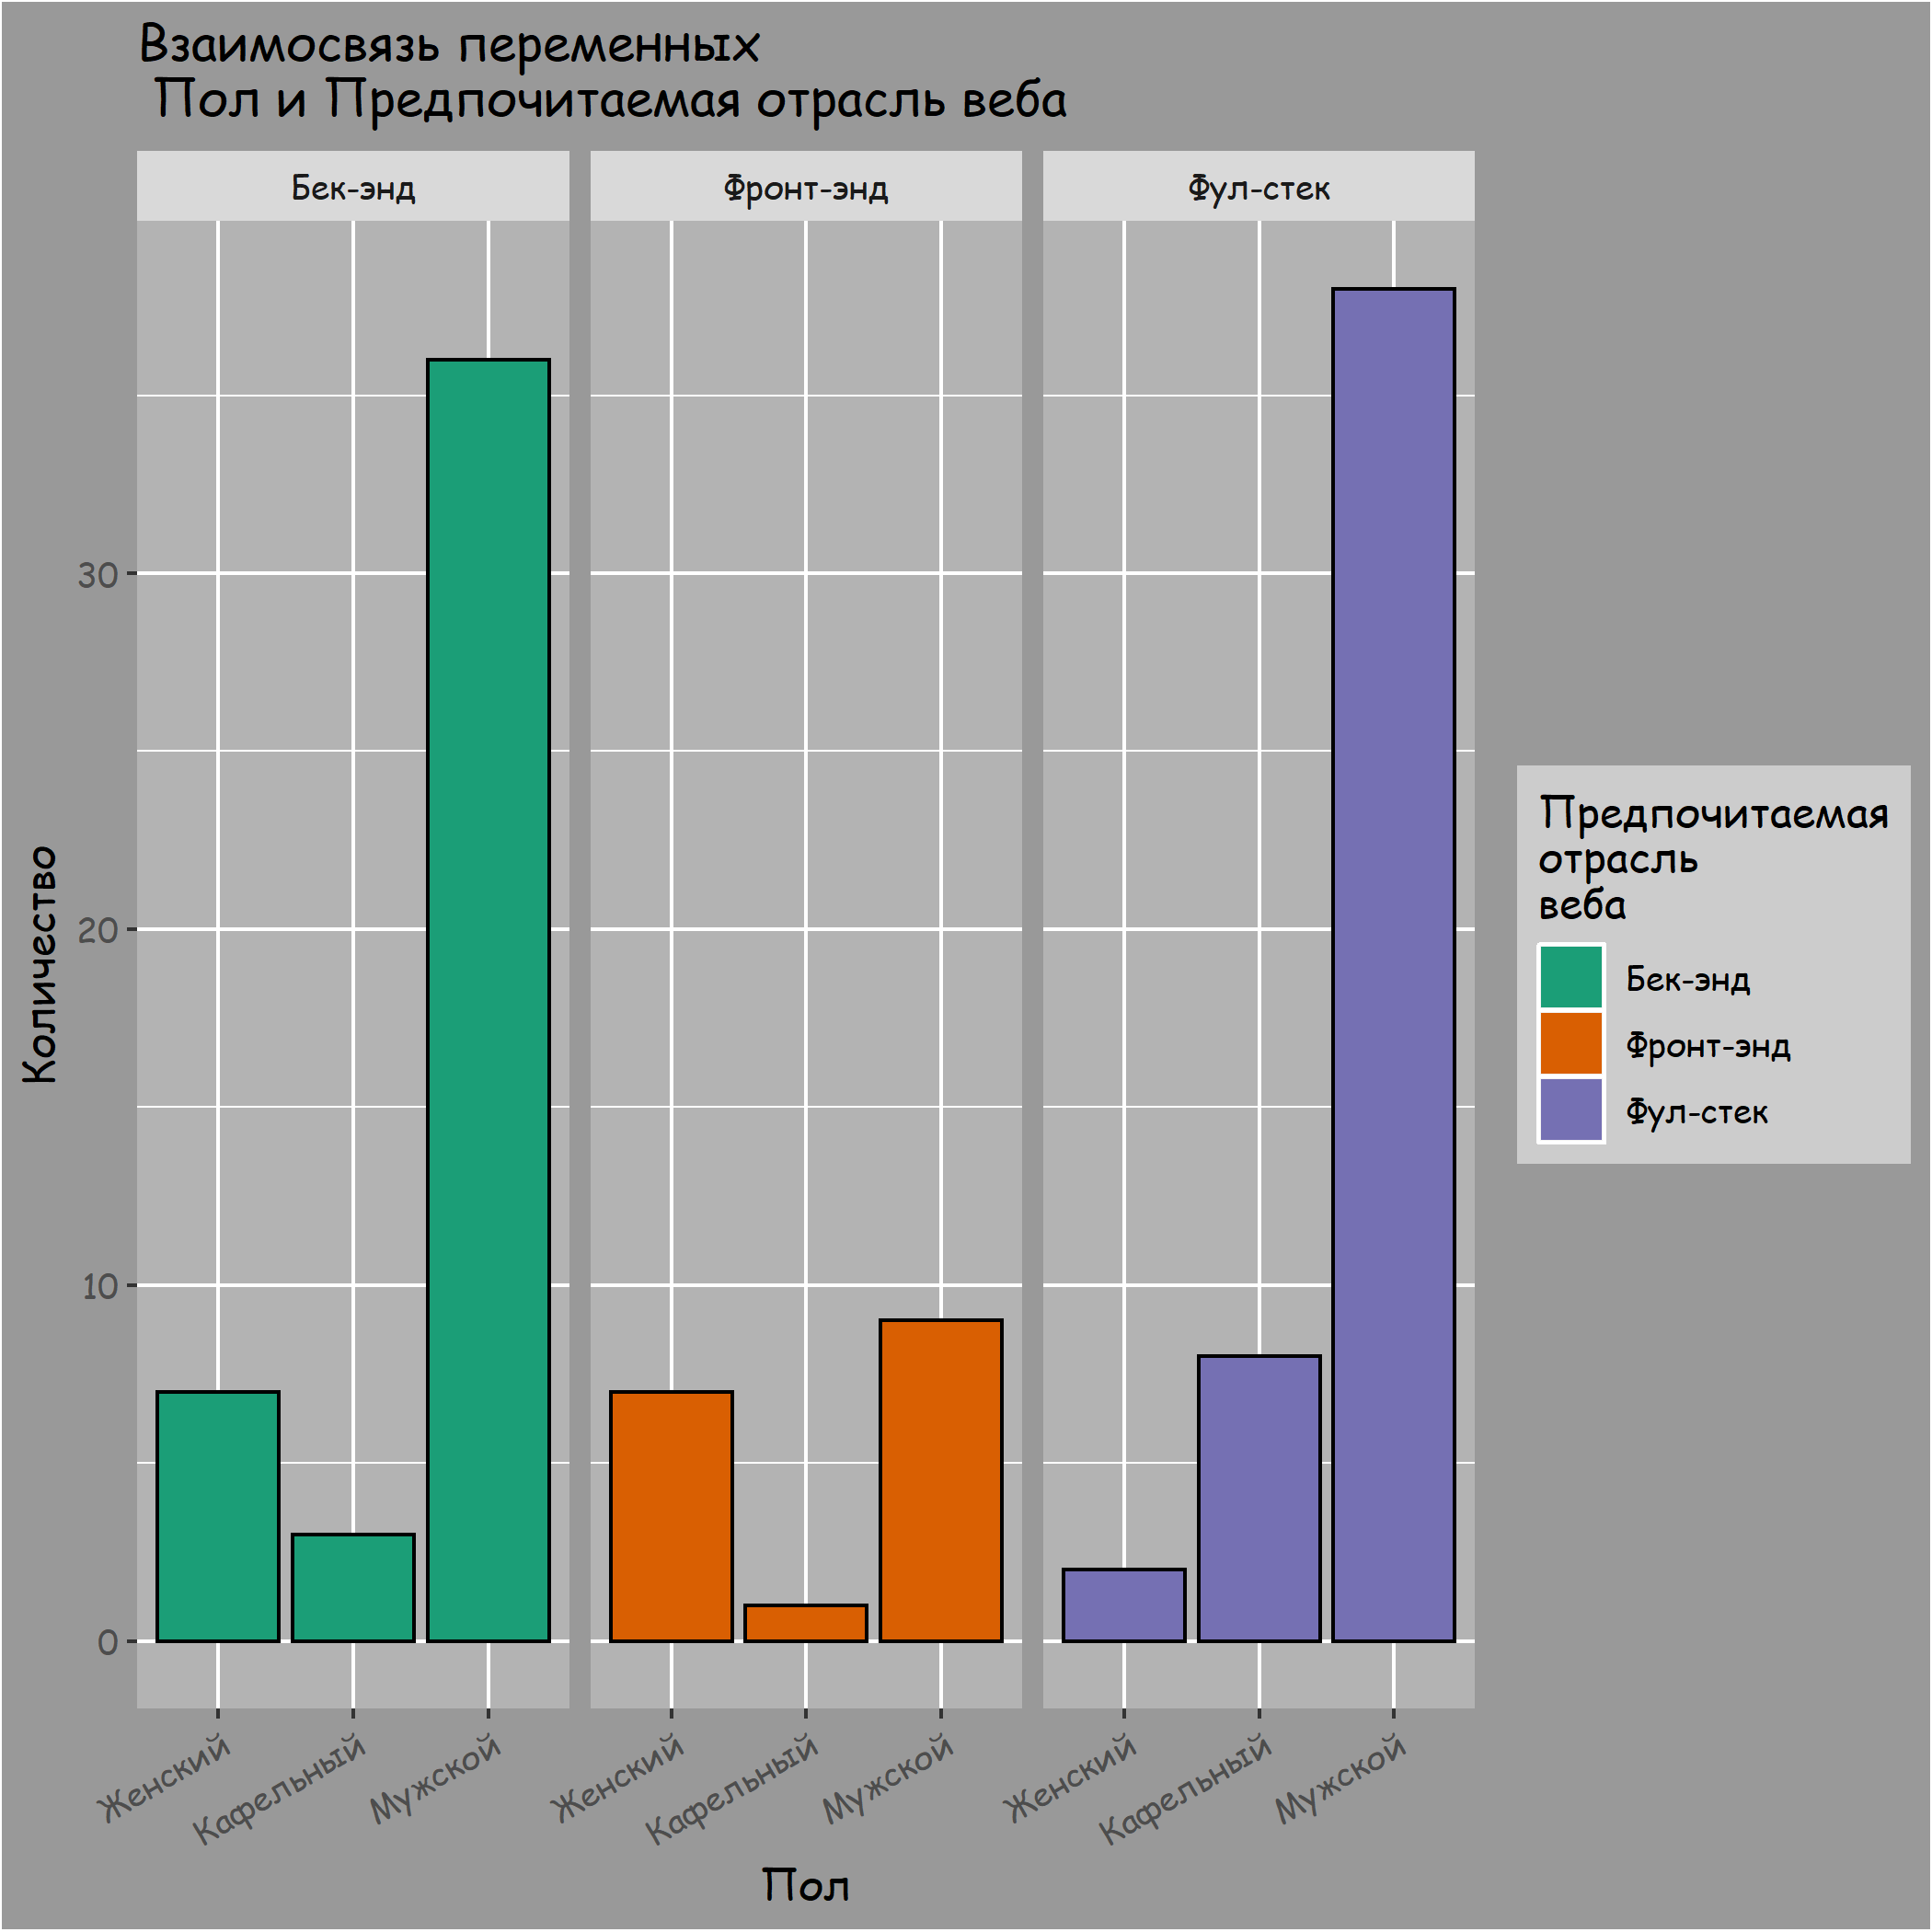 Взаимосвязь переменных
Пол и Предпочитаемая отрасль веба
Бек-энд
Фронт-энд
Фул-стек
Количество
30
20
10
0
Женский
Кафельный
Мужской
Женский
Кафельный
Мужской
Женский
Кафельный
Мужской
Пол
Предпочитаемая
отрасль
веба
Бек-энд
Фронт-энд
Фул-стек